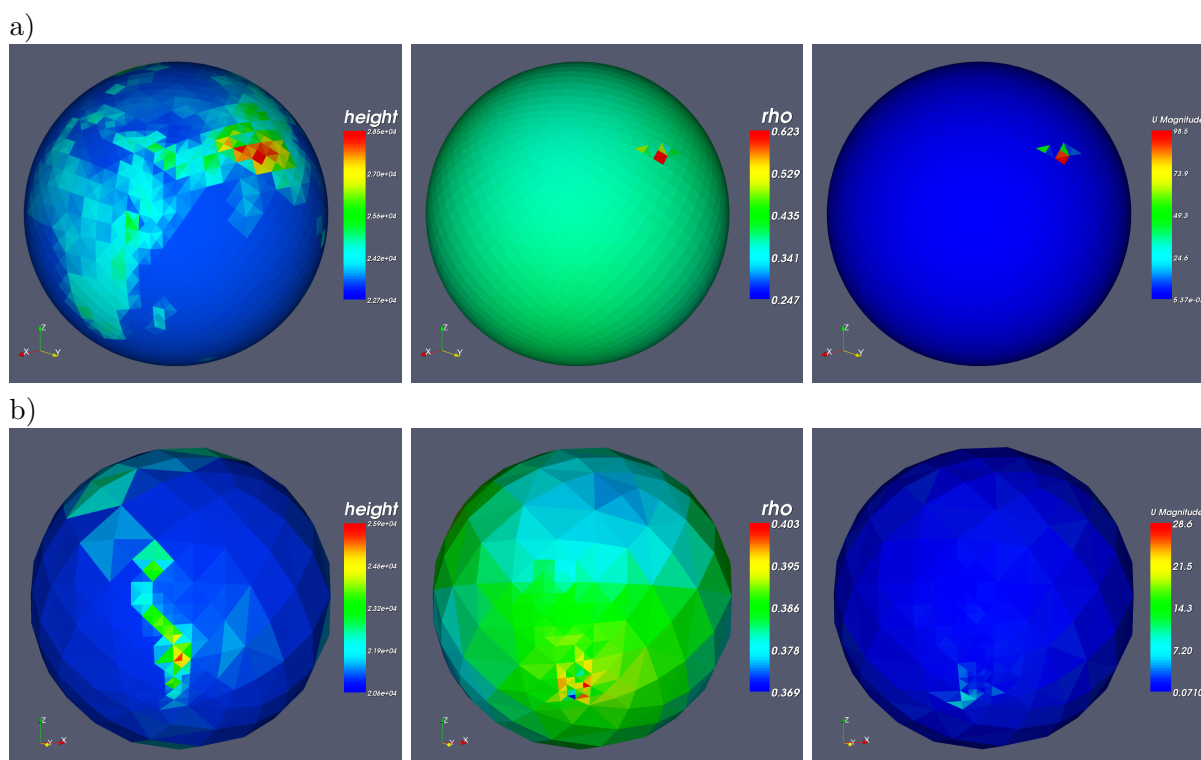 a)
height
2.85e+04
2.70e+04
2.56e+04
2.42e+04
2.27e+04
X Z Y
rho
0.623
0.529
0.435
0.341
0.247
X Z Y
U Magnitude
98.5
73.9
49.3
24.6
5.37e-0
X Z Y
b)
height
2.59e+04
2.46e+04
2.32e+04
2.19e+04
2.06e+04
Z Y X
rho
0.403
0.395
0.386
0.378
0.369
Z Y X
U Magnitude
28.6
21.5
14.3
7.20
0.0710
Z Y X